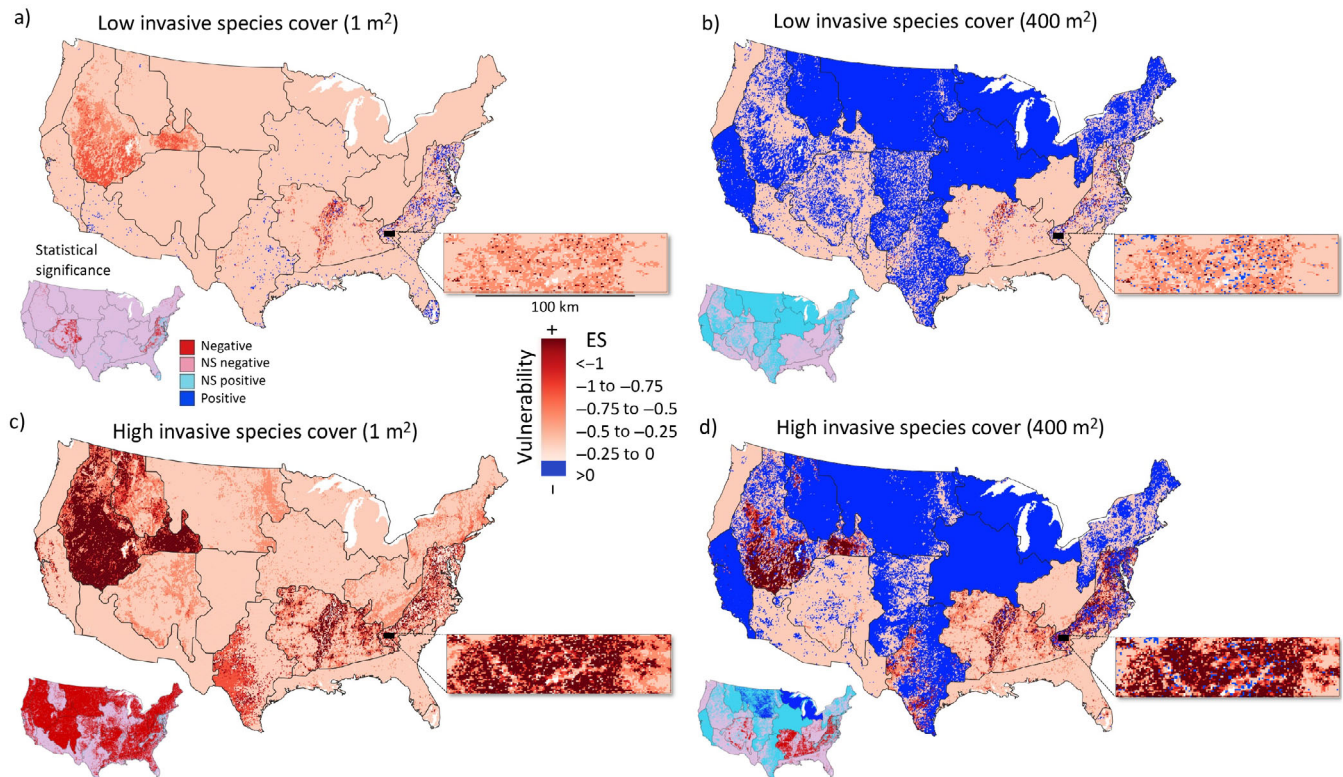 a)
Low invasive species cover (1 m²)
b)
Low invasive species cover (400 m²)
Statistical
significance
Negative
NS negative
NS positive
Positive
100 km
Vulnerability
+
ES
<−1
−1 to −0.75
−0.75 to −0.5
−0.5 to −0.25
−0.25 to 0
>0
−
c)
High invasive species cover (1 m²)
d)
High invasive species cover (400 m²)